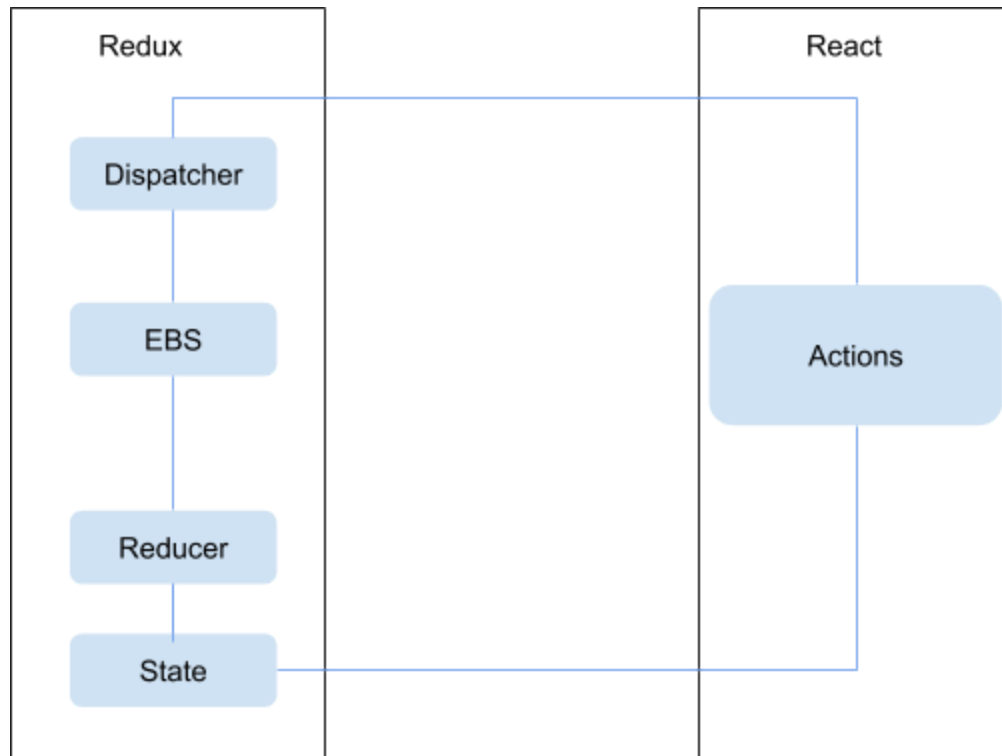 Redux
React
Dispatcher
EBS
Actions
Reducer
State